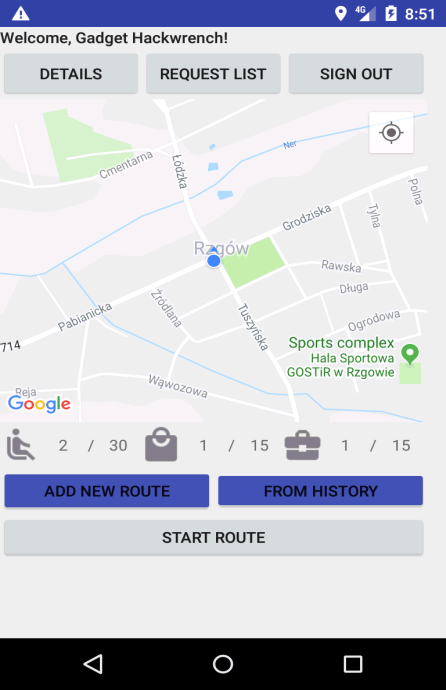 4G 8:51
Welcome, Gadget Hackwrench!
DETAILS REQUEST LIST SIGN OUT
Cmentarna
Łódzka
Ner
Polna
Tylna
Grodziska
Rzgów
Rawska
Długa
Źródlana
Pabianicka
Tuszyńska
Ogrodowa
714
Sports complex
Hala Sportowa
GOSTiR w Rzgowie
Wąwozowa
Reja
Google
2 / 30 1 / 15 1 / 15
ADD NEW ROUTE FROM HISTORY
START ROUTE